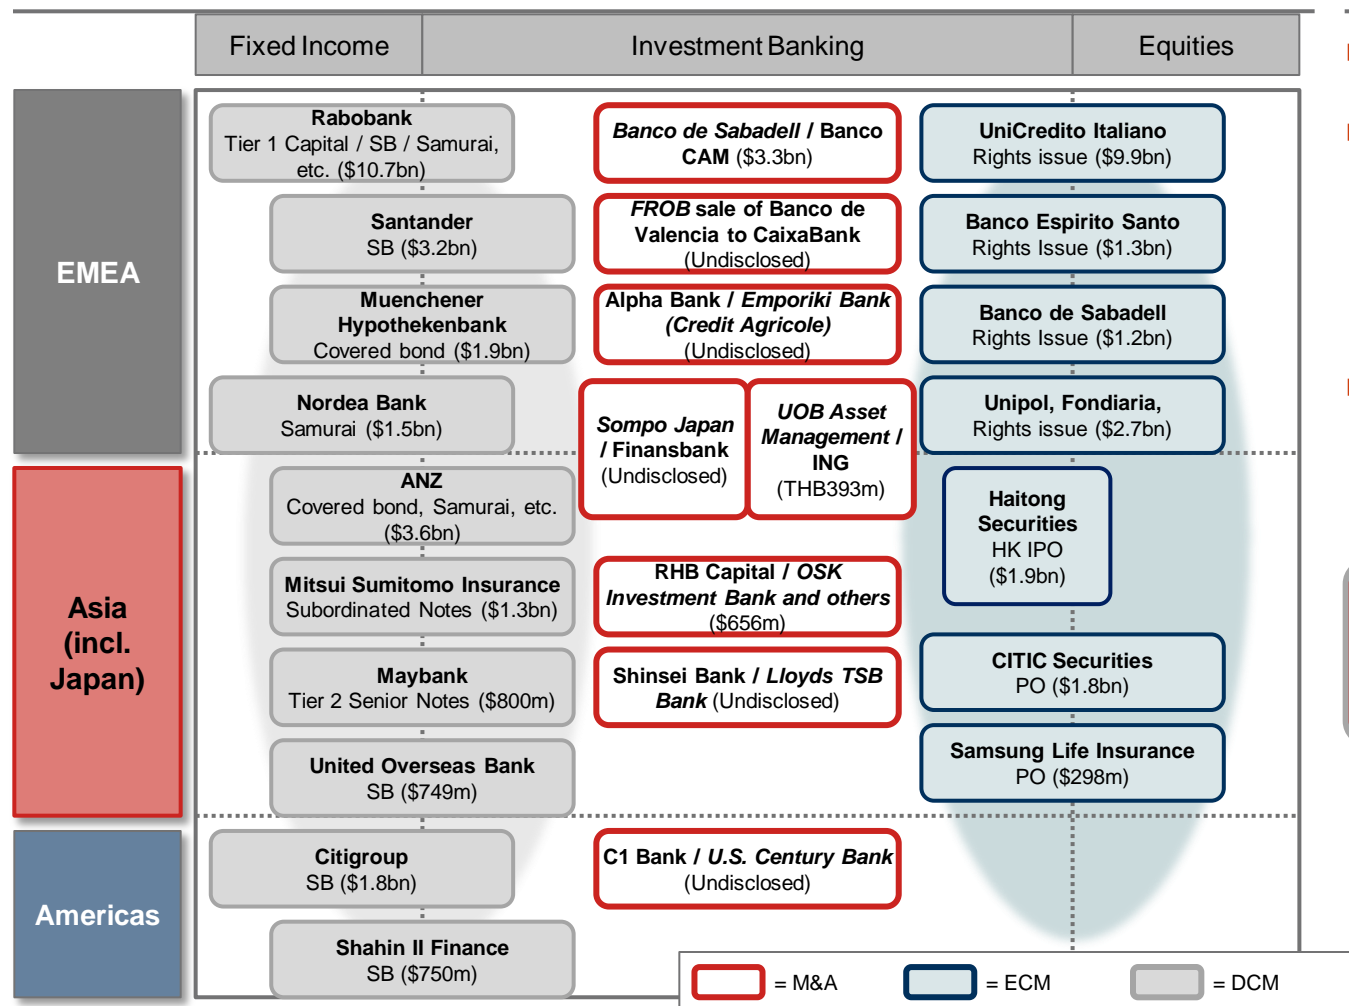 Fixed Income
Investment Banking
Equities
EMEA
Rabobank
Tier 1 Capital / SB / Samurai,
etc. ($10.7bn)
Banco de Sabadell / Banco
CAM ($3.3bn)
UniCredito Italiano
Rights issue ($9.9bn)
Santander
SB ($3.2bn)
FROB sale of Banco de
Valencia to CaixaBank
(Undisclosed)
Banco Espirito Santo
Rights Issue ($1.3bn)
Muenchener
Hypothekenbank
Covered bond ($1.9bn)
Alpha Bank / Emporiki Bank
(Credit Agricole)
(Undisclosed)
Banco de Sabadell
Rights Issue ($1.2bn)
Nordea Bank
Samurai ($1.5bn)
Sompo Japan
/ Finansbank
(Undisclosed)
UOB Asset
Management /
ING
(THB393m)
Unipol, Fondiaria,
Rights issue ($2.7bn)
Asia
(incl.
Japan)
ANZ
Covered bond, Samurai, etc.
($3.6bn)
Haitong
Securities
HK IPO
($1.9bn)
Mitsui Sumitomo Insurance
Subordinated Notes ($1.3bn)
RHB Capital / OSK
Investment Bank and others
($656m)
Maybank
Tier 2 Senior Notes ($800m)
Shinsei Bank / Lloyds TSB
Bank (Undisclosed)
CITIC Securities
PO ($1.8bn)
United Overseas Bank
SB ($749m)
Samsung Life Insurance
PO ($298m)
Americas
Citigroup
SB ($1.8bn)
C1 Bank / U.S. Century Bank
(Undisclosed)
Shahin II Finance
SB ($750m)
= M&A
= ECM
= DCM